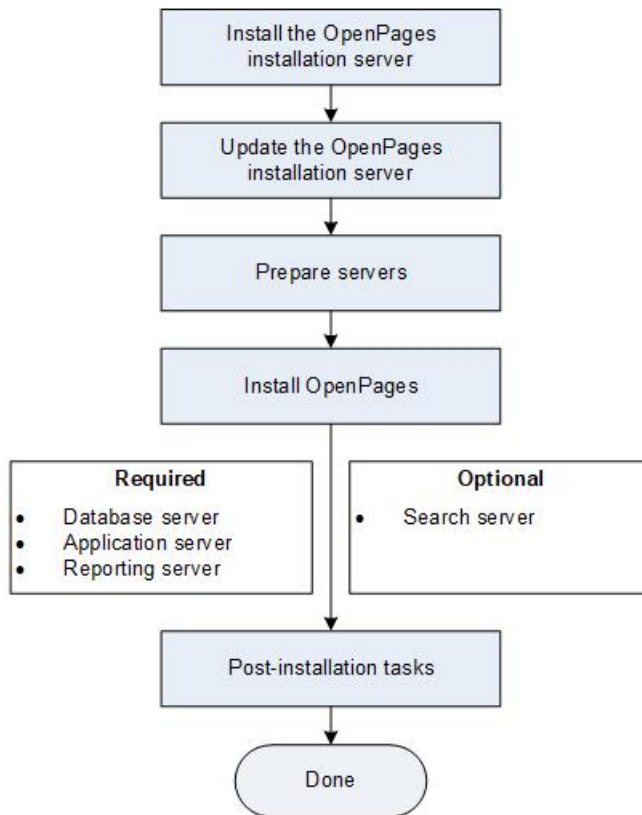 Install the OpenPages
installation server
Update the OpenPages
installation server
Prepare servers
Install OpenPages
Required
• Database server
• Application server
• Reporting server
Optional
• Search server
Post-installation tasks
Done